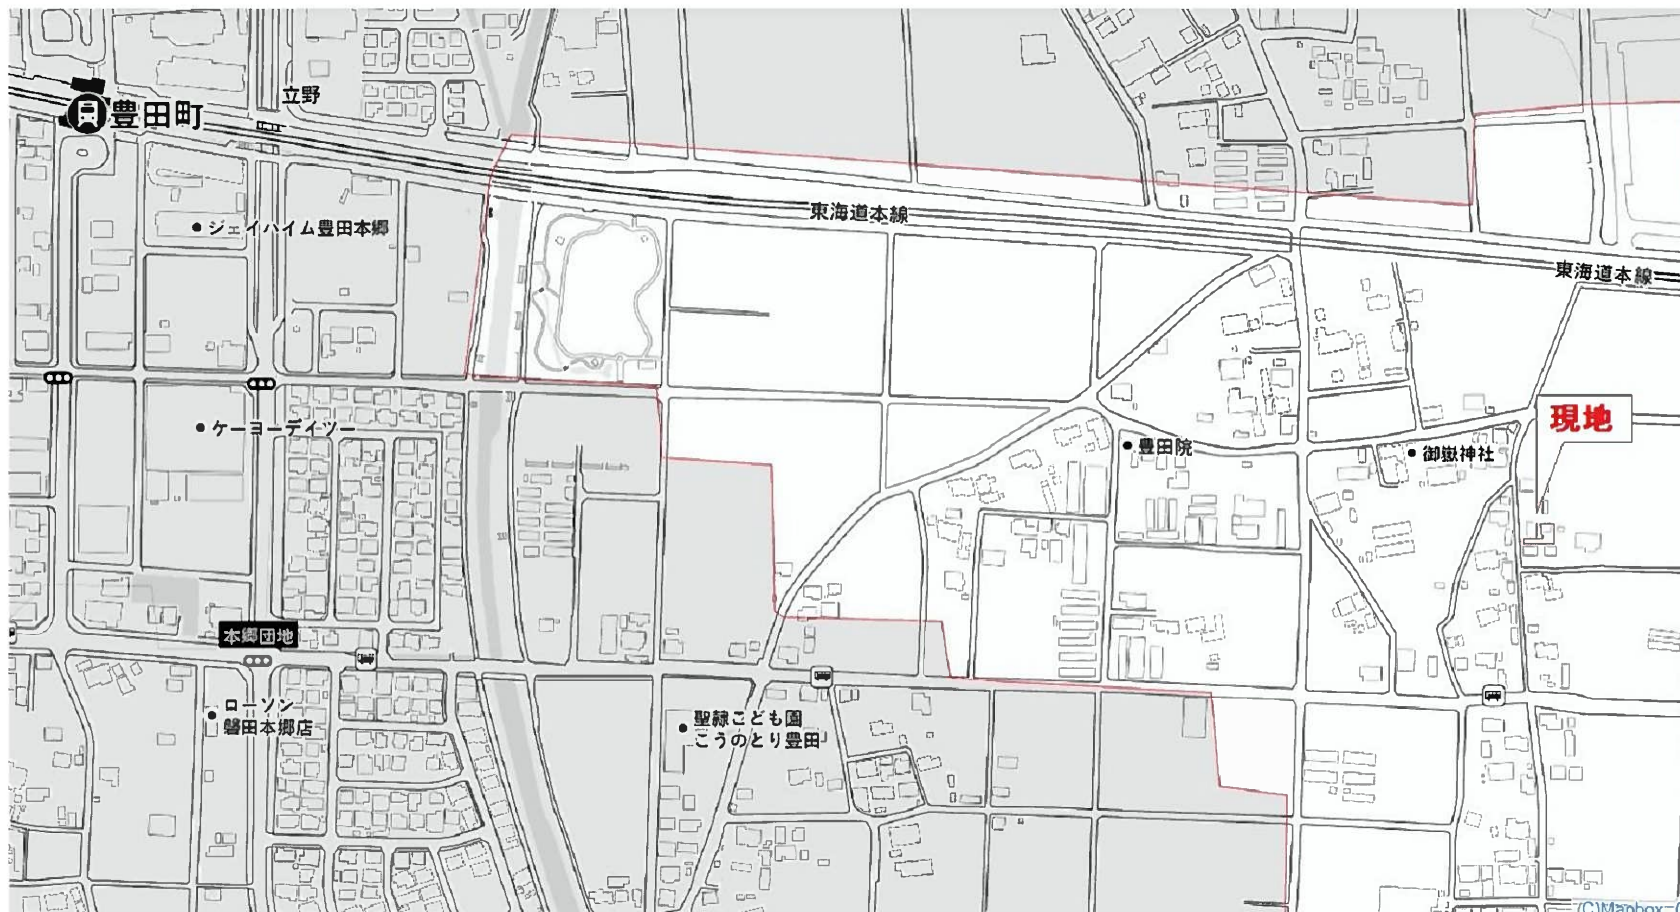 立野
豊田町
東海道本線
ジェイハイム豊田本郷
東海道本線
現地
ケーヨーデイツー
豊田院
御嶽神社
本郷団地
ローソン
磐田本郷店
聖隷こども園
こうのとり豊田
(C)Mapbox